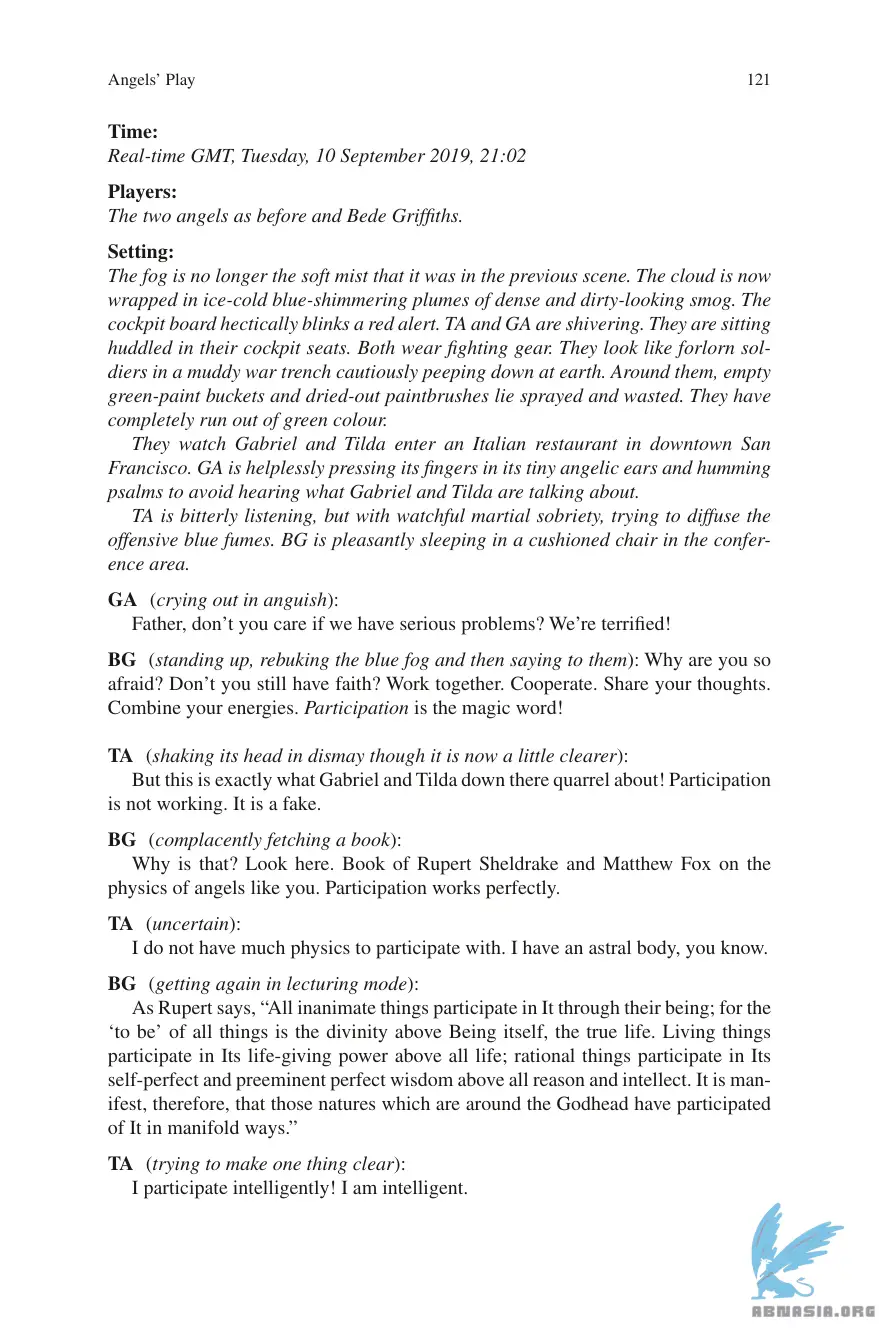 Angels’ Play 121
Time:
Real-time GMT, Tuesday, 10 September 2019, 21:02
Players:
The two angels as before and Bede Griffiths.
Setting:
The fog is no longer the soft mist that it was in the previous scene. The cloud is now
wrapped in ice-cold blue-shimmering plumes of dense and dirty-looking smog. The
cockpit board hectically blinks a red alert. TA and GA are shivering. They are sitting
huddled in their cockpit seats. Both wear fighting gear. They look like forlorn sol-
diers in a muddy war trench cautiously peeping down at earth. Around them, empty
green-paint buckets and dried-out paintbrushes lie sprayed and wasted. They have
completely run out of green colour.
They watch Gabriel and Tilda enter an Italian restaurant in downtown San
Francisco. GA is helplessly pressing its fingers in its tiny angelic ears and humming
psalms to avoid hearing what Gabriel and Tilda are talking about.
TA is bitterly listening, but with watchful martial sobriety, trying to diffuse the
offensive blue fumes. BG is pleasantly sleeping in a cushioned chair in the confer-
ence area.
GA (crying out in anguish):
Father, don’t you care if we have serious problems? We’re terrified!
BG (standing up, rebuking the blue fog and then saying to them): Why are you so
afraid? Don’t you still have faith? Work together. Cooperate. Share your thoughts.
Combine your energies. Participation is the magic word!
TA (shaking its head in dismay though it is now a little clearer):
But this is exactly what Gabriel and Tilda down there quarrel about! Participation
is not working. It is a fake.
BG (complacently fetching a book):
Why is that? Look here. Book of Rupert Sheldrake and Matthew Fox on the
physics of angels like you. Participation works perfectly.
TA (uncertain):
I do not have much physics to participate with. I have an astral body, you know.
BG (getting again in lecturing mode):
As Rupert says, “All inanimate things participate in It through their being; for the
‘to be’ of all things is the divinity above Being itself, the true life. Living things
participate in Its life-giving power above all life; rational things participate in Its
self-perfect and preeminent perfect wisdom above all reason and intellect. It is man-
ifest, therefore, that those natures which are around the Godhead have participated
of It in manifold ways.”
TA (trying to make one thing clear):
I participate intelligently! I am intelligent.
ABNASIA.ORG